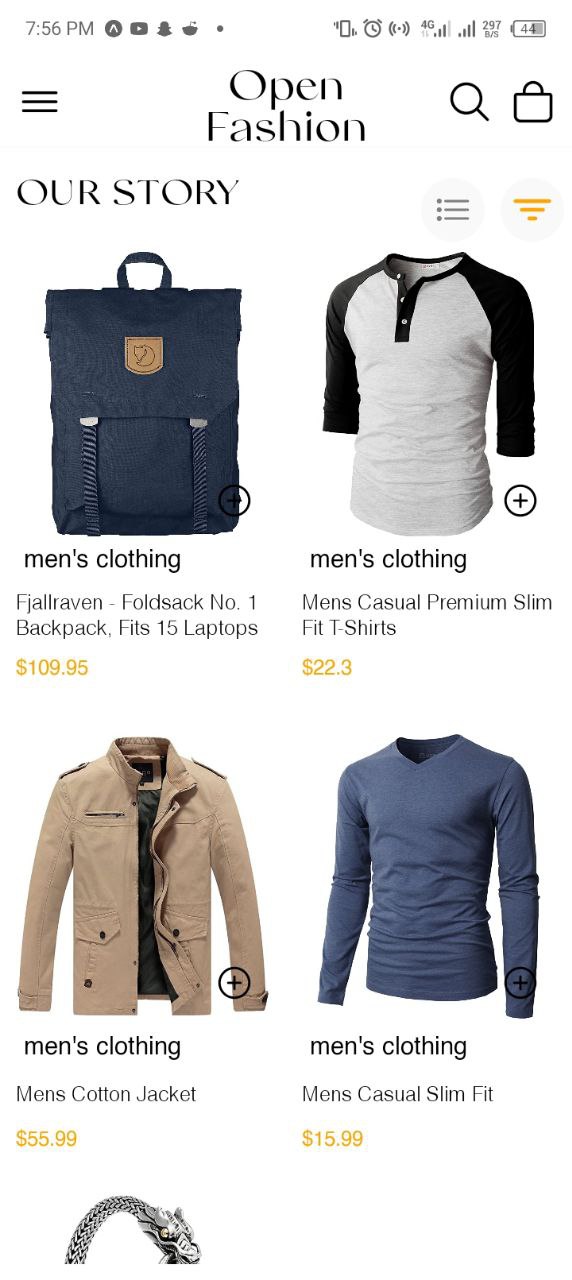 7:56 PM
4G
297
B/S
44
Open
Fashion
OUR STORY
men's clothing
Fjallraven - Foldsack No. 1
Backpack, Fits 15 Laptops
$109.95
men's clothing
Mens Casual Premium Slim
Fit T-Shirts
$22.3
men's clothing
Mens Cotton Jacket
$55.99
men's clothing
Mens Casual Slim Fit
$15.99